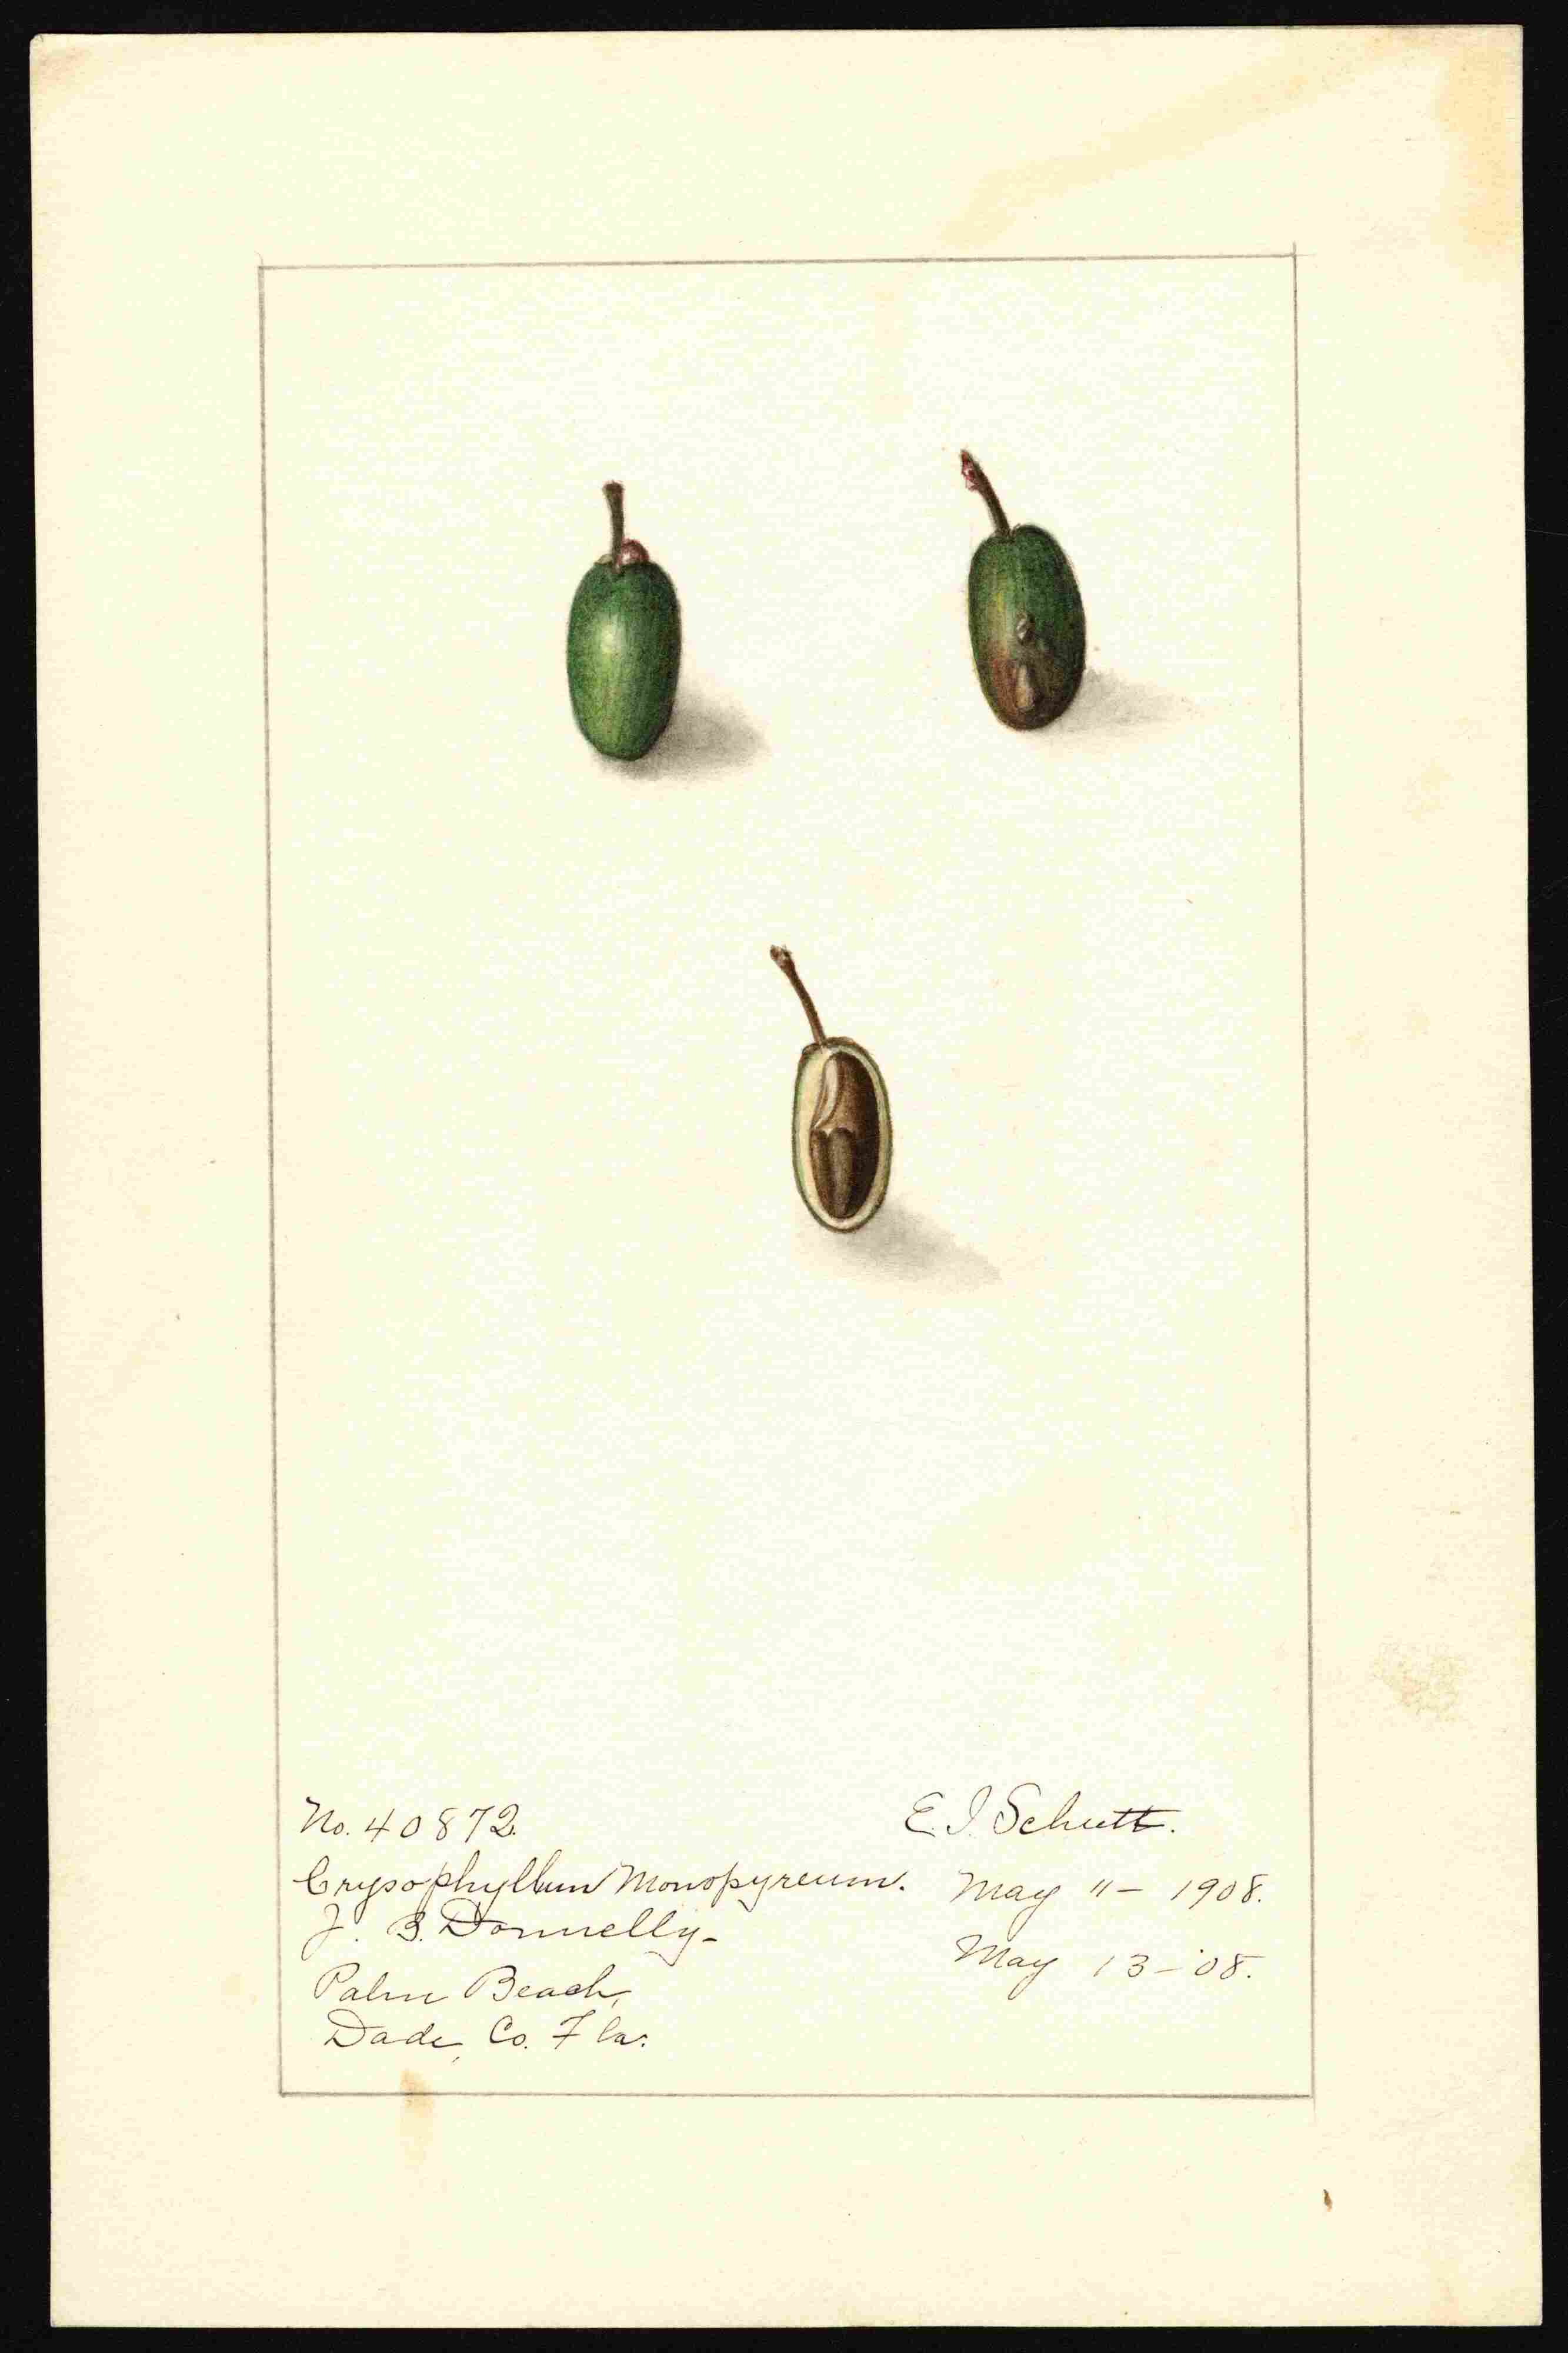 No. 40872.
Crysophyllum Monopyreum.
J. B. Donnelly-
Palm Beach,
Dade, Co. Fla.
E. I. Schutt.
May 11 - 1908.
May 13 - '08.